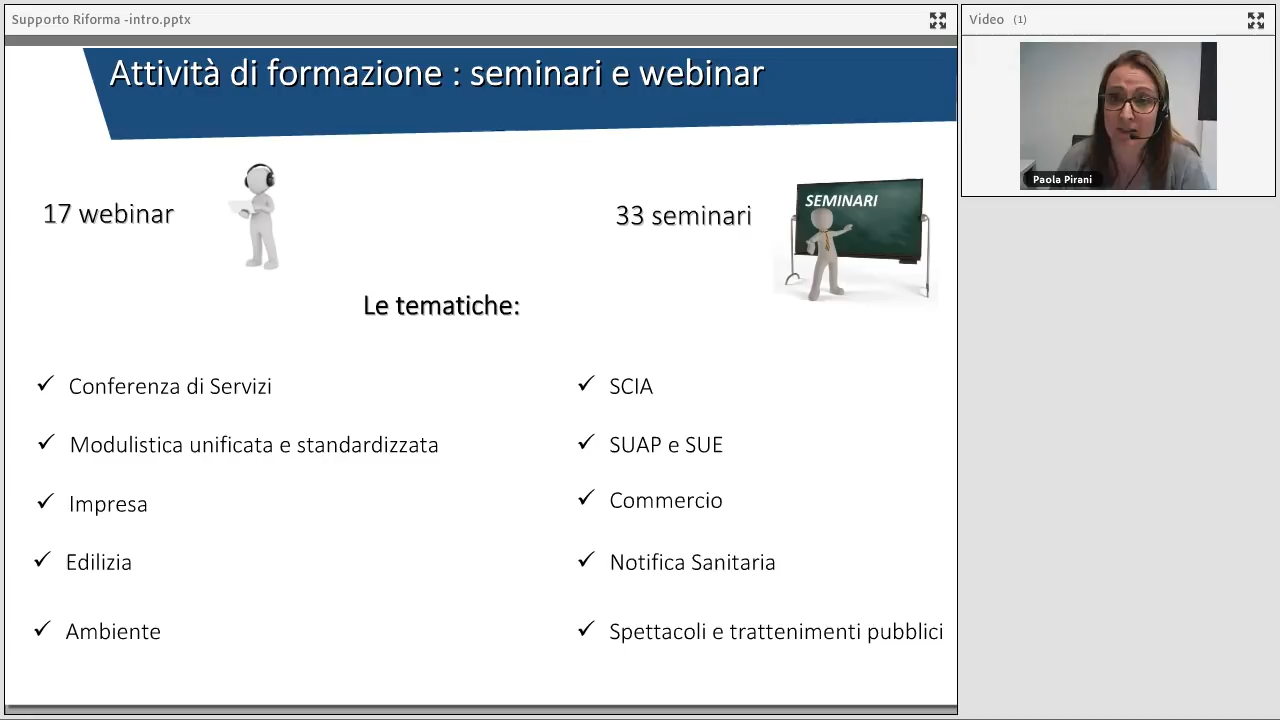 Supporto Riforma -intro.pptx
Video (1)
Attività di formazione : seminari e webinar
Paola Pirani
17 webinar
33 seminari
SEMINARI
Le tematiche:
✓ Conferenza di Servizi
✓ Modulistica unificata e standardizzata
✓ Impresa
✓ Edilizia
✓ Ambiente
✓ SCIA
✓ SUAP e SUE
✓ Commercio
✓ Notifica Sanitaria
✓ Spettacoli e trattenimenti pubblici